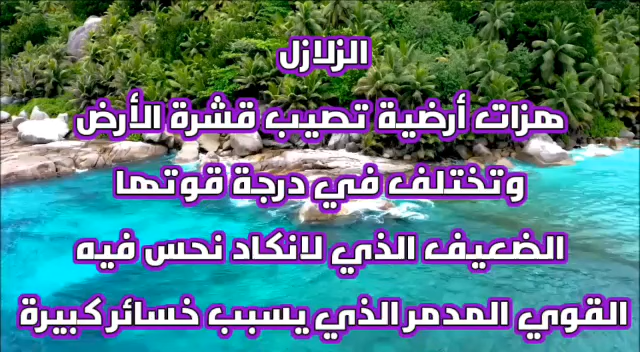 الزلازل
هزات أرضية تصيب قشرة الأرض
وتختلف في درجة قوتها
الضعيف الذي لانكاد نحس فيه
القوي المدمر الذي يسبب خسائر كبيرة